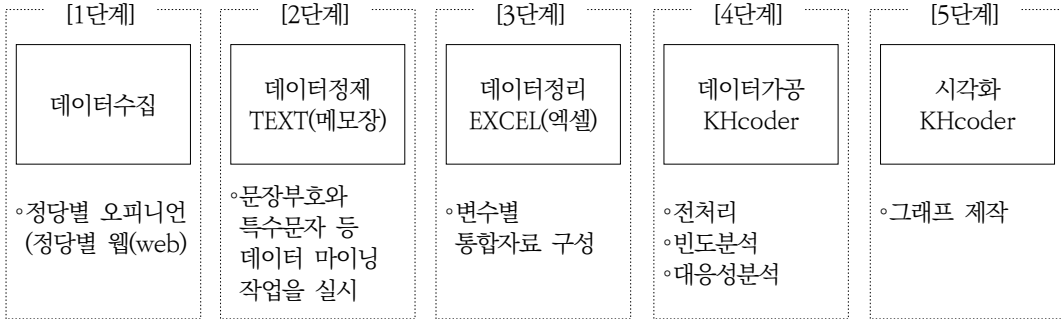 [1단계]
데이터수집
◦정당별 오피니언
(정당별 웹(web)
[2단계]
데이터정제
TEXT(메모장)
◦문장부호와
특수문자 등
데이터 마이닝
작업을 실시
[3단계]
데이터정리
EXCEL(엑셀)
◦변수별
통합자료 구성
[4단계]
데이터가공
KHcoder
◦전처리
◦빈도분석
◦대응성분석
[5단계]
시각화
KHcoder
◦그래프 제작